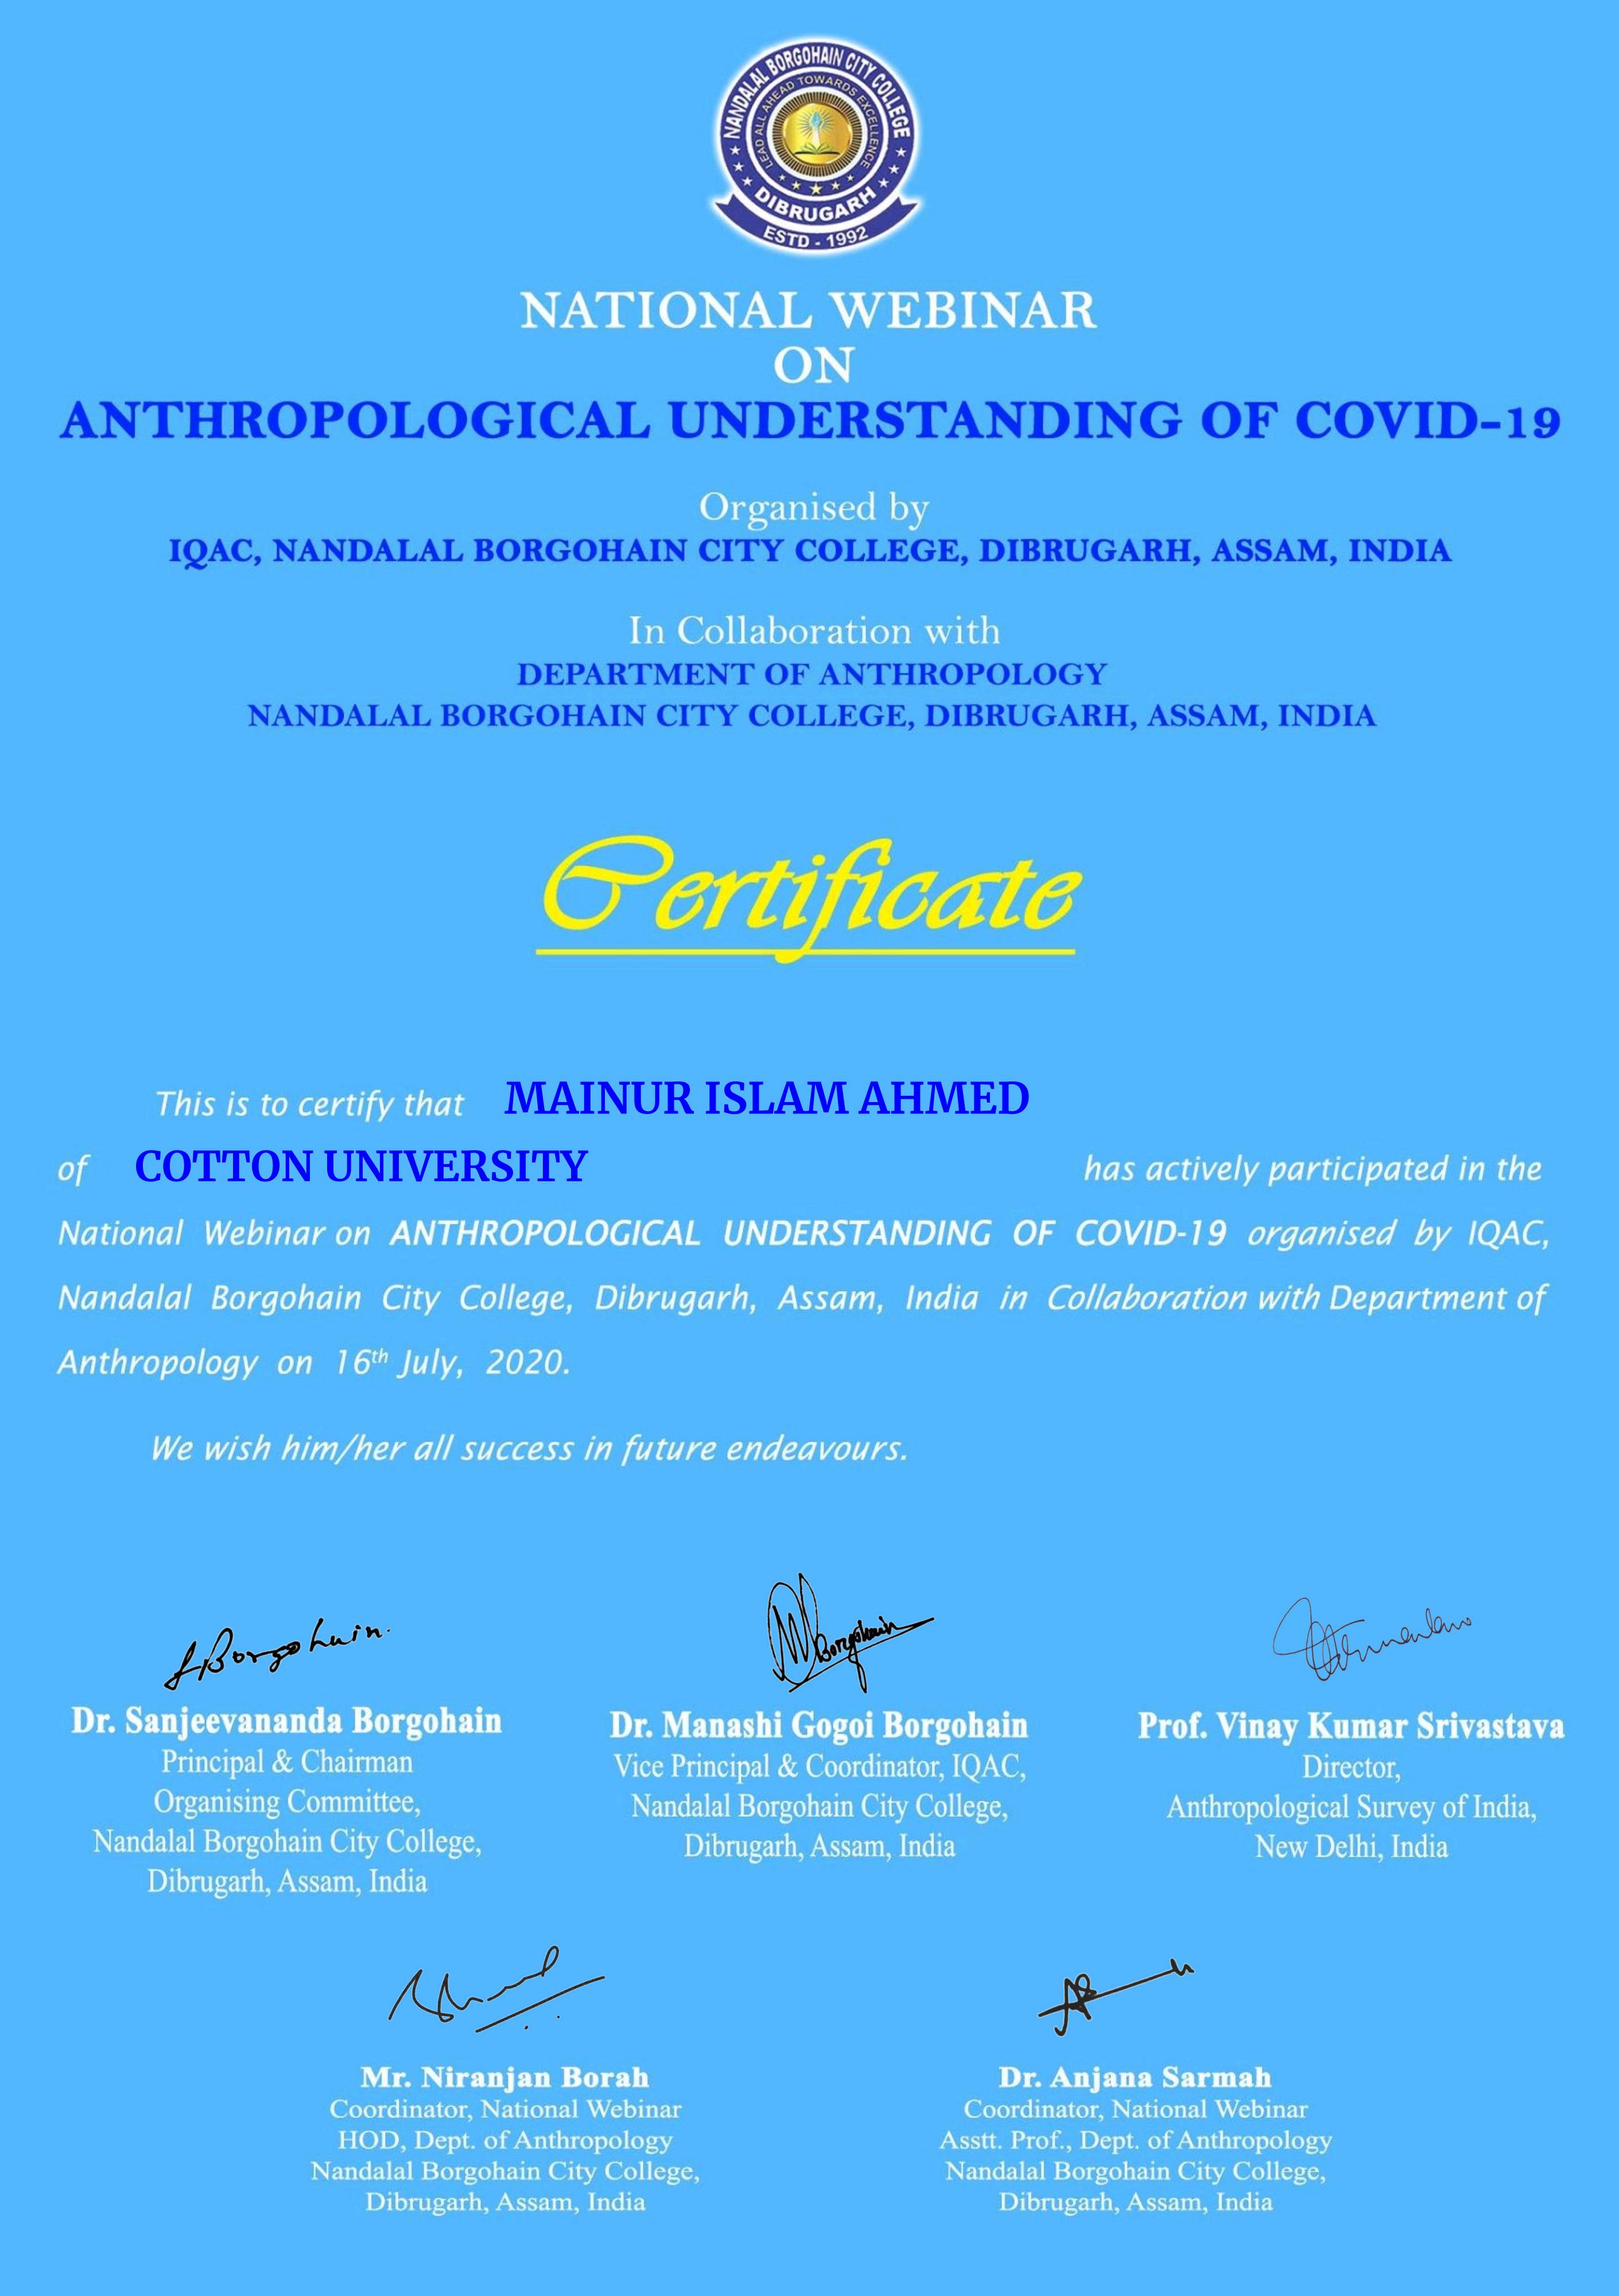 NANDALAL BORGOHAIN CITY COLLEGE
LEAD ALL AHEAD TOWARDS EXCELLENCE
DIBRUGARH
ESTD - 1992
NATIONAL WEBINAR
ON
ANTHROPOLOGICAL UNDERSTANDING OF COVID-19
Organised by
IQAC, NANDALAL BORGOHAIN CITY COLLEGE, DIBRUGARH, ASSAM, INDIA
In Collaboration with
DEPARTMENT OF ANTHROPOLOGY
NANDALAL BORGOHAIN CITY COLLEGE, DIBRUGARH, ASSAM, INDIA
Certificate
This is to certify that MAINUR ISLAM AHMED
of COTTON UNIVERSITY has actively participated in the
National Webinar on ANTHROPOLOGICAL UNDERSTANDING OF COVID-19 organised by IQAC,
Nandalal Borgohain City College, Dibrugarh, Assam, India in Collaboration with Department of
Anthropology on 16th July, 2020.
We wish him/her all success in future endeavours.
Borgohain.
Borgohain
Dr. Sanjeevananda Borgohain
Principal & Chairman
Organising Committee,
Nandalal Borgohain City College,
Dibrugarh, Assam, India
Dr. Manashi Gogoi Borgohain
Vice Principal & Coordinator, IQAC,
Nandalal Borgohain City College,
Dibrugarh, Assam, India
Prof. Vinay Kumar Srivastava
Director,
Anthropological Survey of India,
New Delhi, India
Mr. Niranjan Borah
Coordinator, National Webinar
HOD, Dept. of Anthropology
Nandalal Borgohain City College,
Dibrugarh, Assam, India
Dr. Anjana Sarmah
Coordinator, National Webinar
Asstt. Prof., Dept. of Anthropology
Nandalal Borgohain City College,
Dibrugarh, Assam, India